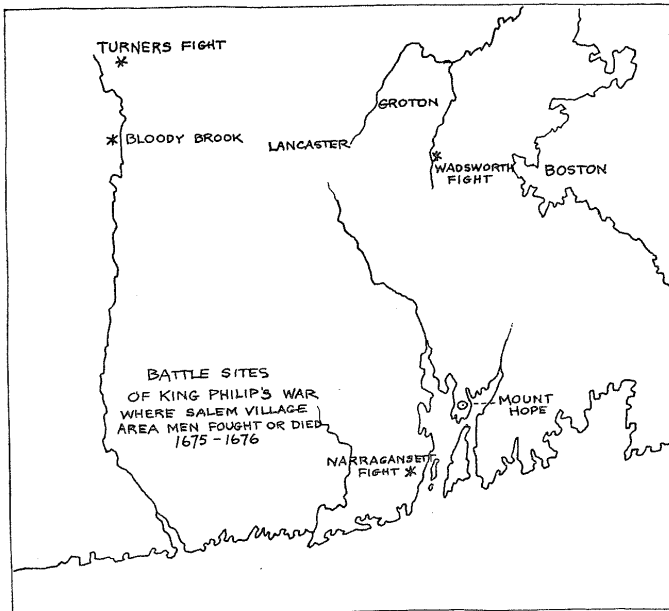 TURNERS FIGHT
BLOODY BROOK
LANCASTER
GROTON
WADSWORTH
FIGHT
BOSTON
BATTLE SITES
OF KING PHILIP'S WAR
WHERE SALEM VILLAGE
AREA MEN FOUGHT OR DIED
1675-1676
MOUNT
HOPE
NARRAGANSETT
FIGHT